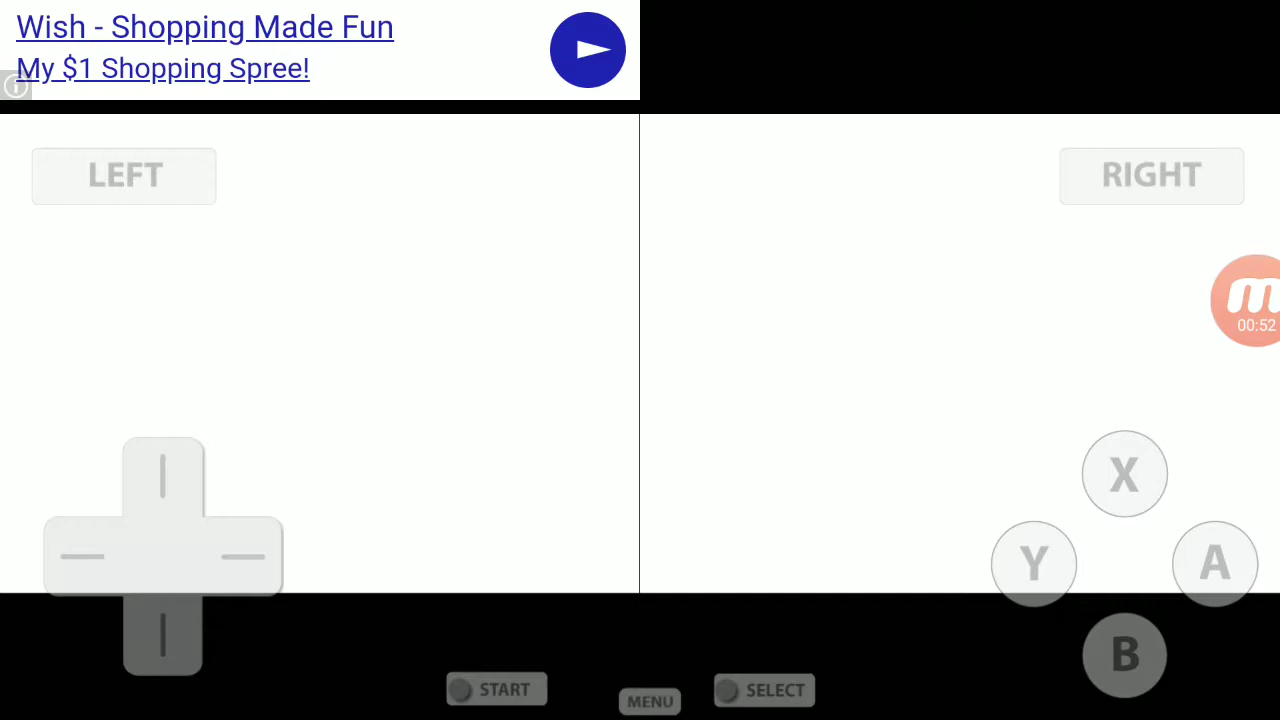 Wish - Shopping Made Fun
My $1 Shopping Spree!
LEFT
RIGHT
00:52
X
Y
A
B
START
SELECT
MENU